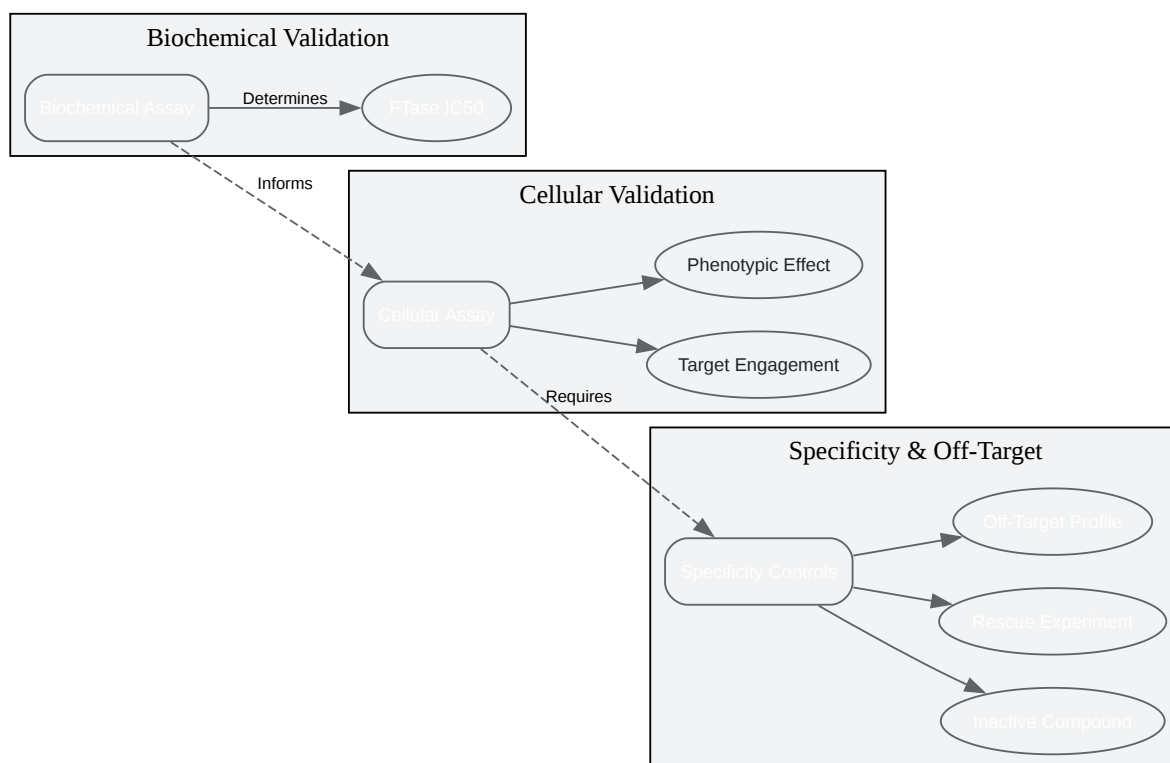 Biochemical Validation
Biochemical Assay
Determines
FTase IC50
Informs
Cellular Validation
Cellular Assay
Phenotypic Effect
Target Engagement
Requires
Specificity & Off-Target
Specificity Controls
Off-Target Profile
Rescue Experiment
Inactive Compound